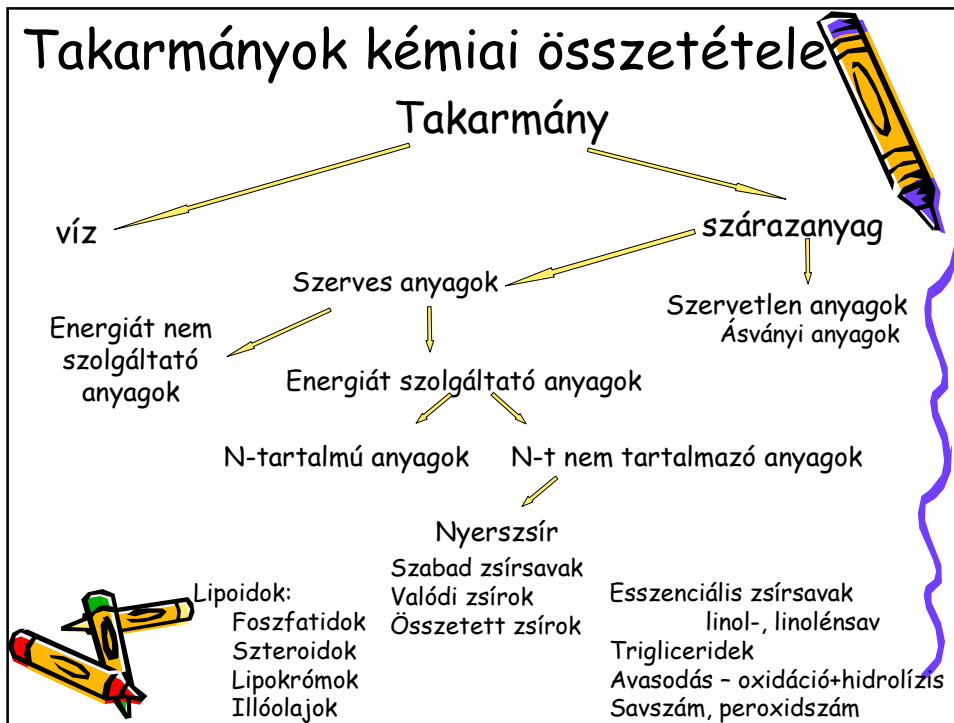 Takarmányok kémiai összetétele
Takarmány
víz
szárazanyag
Szerves anyagok
Szervetlen anyagok
Ásványi anyagok
Energiát nem
szolgáltató
anyagok
Energiát szolgáltató anyagok
N-tartalmú anyagok
N-t nem tartalmazó anyagok
Nyerszsír
Szabad zsírsavak
Valódi zsírok
Összetett zsírok
Lipoidok:
Foszfatidok
Szteroidok
Lipokrómok
Illóolajok
Esszenciális zsírsavak
linol-, linolénsav
Trigliceridek
Avasodás – oxidáció+hidrolízis
Savszám, peroxidszám